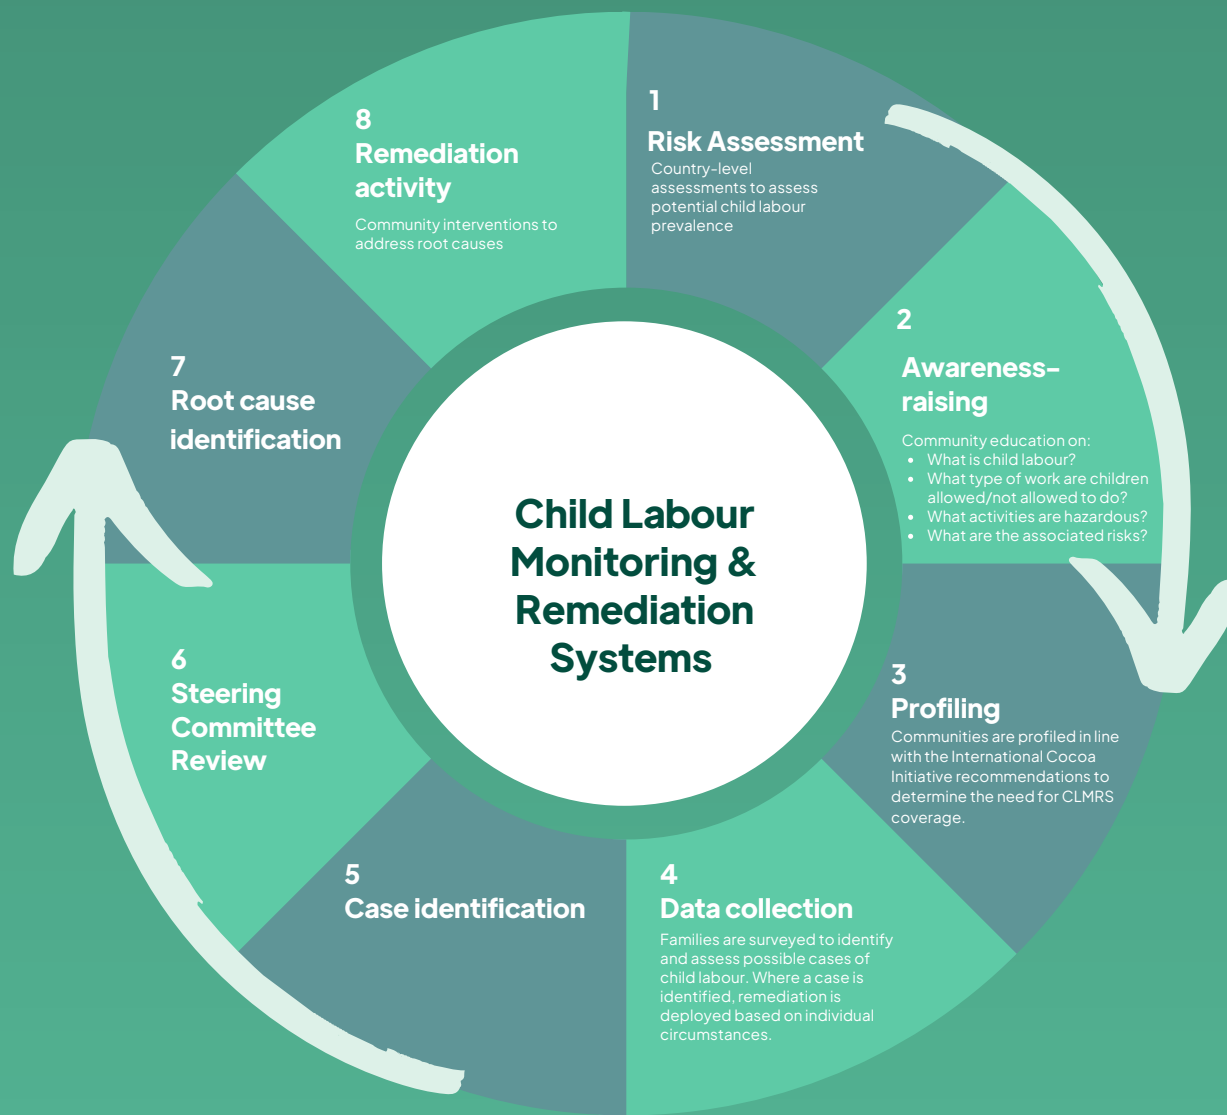 Child Labour
Monitoring &
Remediation
Systems
1
Risk Assessment
Country-level
assessments to assess
potential child labour
prevalence
2
Awareness-
raising
Community education on:
• What is child labour?
• What type of work are children
allowed/not allowed to do?
• What activities are hazardous?
• What are the associated risks?
3
Profiling
Communities are profiled in line
with the International Cocoa
Initiative recommendations to
determine the need for CLMRS
coverage.
4
Data collection
Families are surveyed to identify
and assess possible cases of
child labour. Where a case is
identified, remediation is
deployed based on individual
circumstances.
5
Case identification
6
Steering
Committee
Review
7
Root cause
identification
8
Remediation
activity
Community interventions to
address root causes